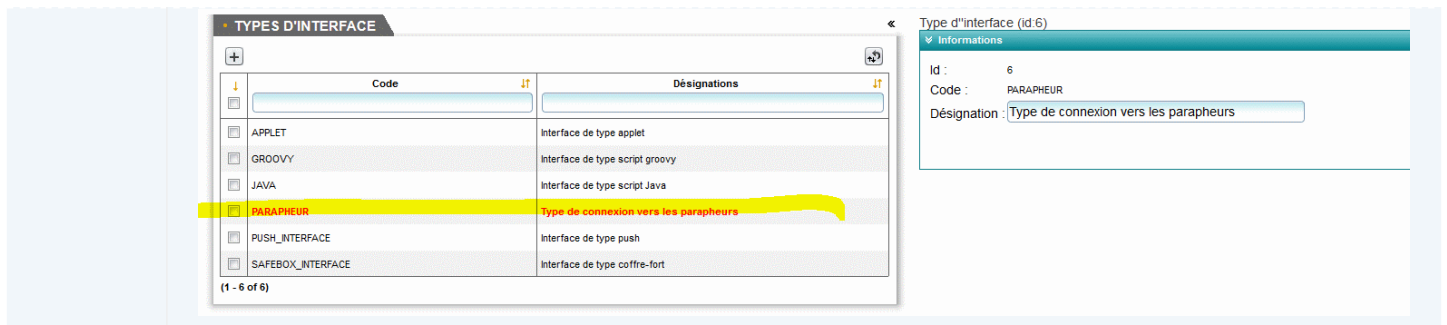 TYPES D'INTERFACE
Code Désignations
APPLET Interface de type applet
GROOVY Interface de type script groovy
JAVA Interface de type script Java
PARAPHEUR Type de connexion vers les parapheurs
PUSH_INTERFACE Interface de type push
SAFEBOX_INTERFACE Interface de type coffre-fort
(1 - 6 of 6)
Type d''interface (id:6)
Informations
Id : 6
Code : PARAPHEUR
Désignation : Type de connexion vers les parapheurs